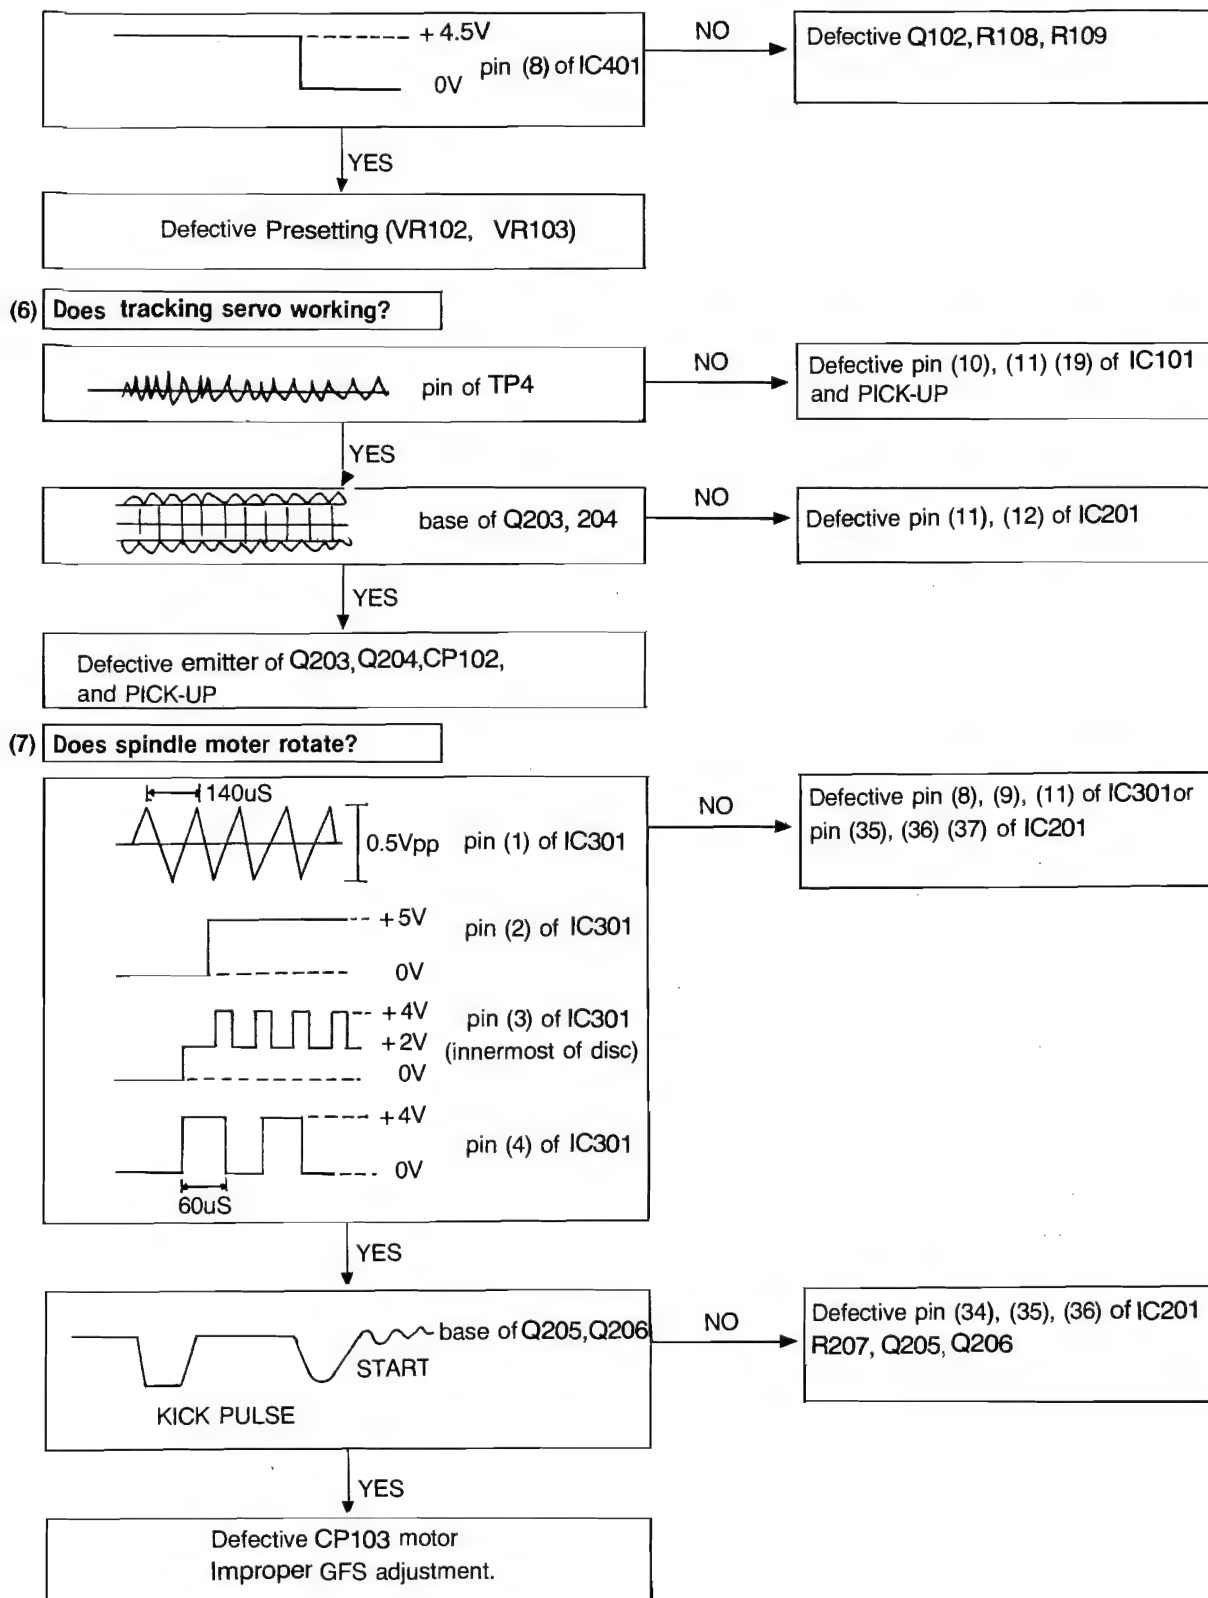 +4.5V
pin (8) of IC401
0V
NO
Defective Q102, R108, R109
YES
Defective Presetting (VR102, VR103)
(6) Does tracking servo working?
pin of TP4
NO
Defective pin (10), (11) (19) of IC101
and PICK-UP
YES
base of Q203, 204
NO
Defective pin (11), (12) of IC201
YES
Defective emitter of Q203, Q204, CP102,
and PICK-UP
(7) Does spindle moter rotate?
140uS
0.5Vpp
pin (1) of IC301
NO
Defective pin (8), (9), (11) of IC301or
pin (35), (36) (37) of IC201
+5V
pin (2) of IC301
0V
+4V
pin (3) of IC301
+2V
(innermost of disc)
0V
+4V
pin (4) of IC301
0V
60uS
YES
base of Q205, Q206
START
KICK PULSE
NO
Defective pin (34), (35), (36) of IC201
R207, Q205, Q206
YES
Defective CP103 motor
Improper GFS adjustment.